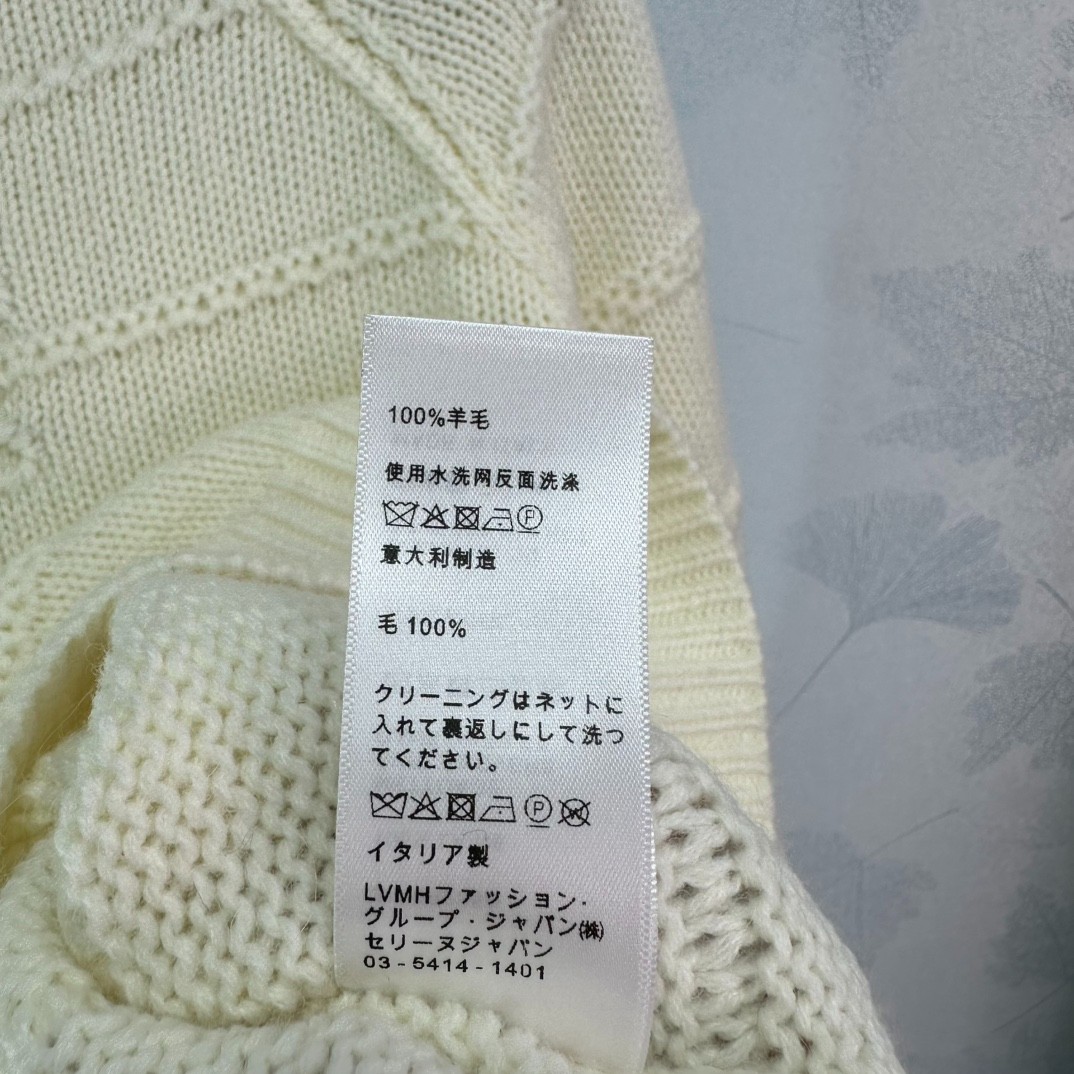 100%羊毛
使用水洗网反面洗涤
P
意大利制造
毛 100%
クリーニングはネットに
入れて裏返しにして洗つ
てください。
P W
イタリア製
LVMHファッション·
グループ·ジャパン㈱
セリーヌジャパン
03-5414-1401